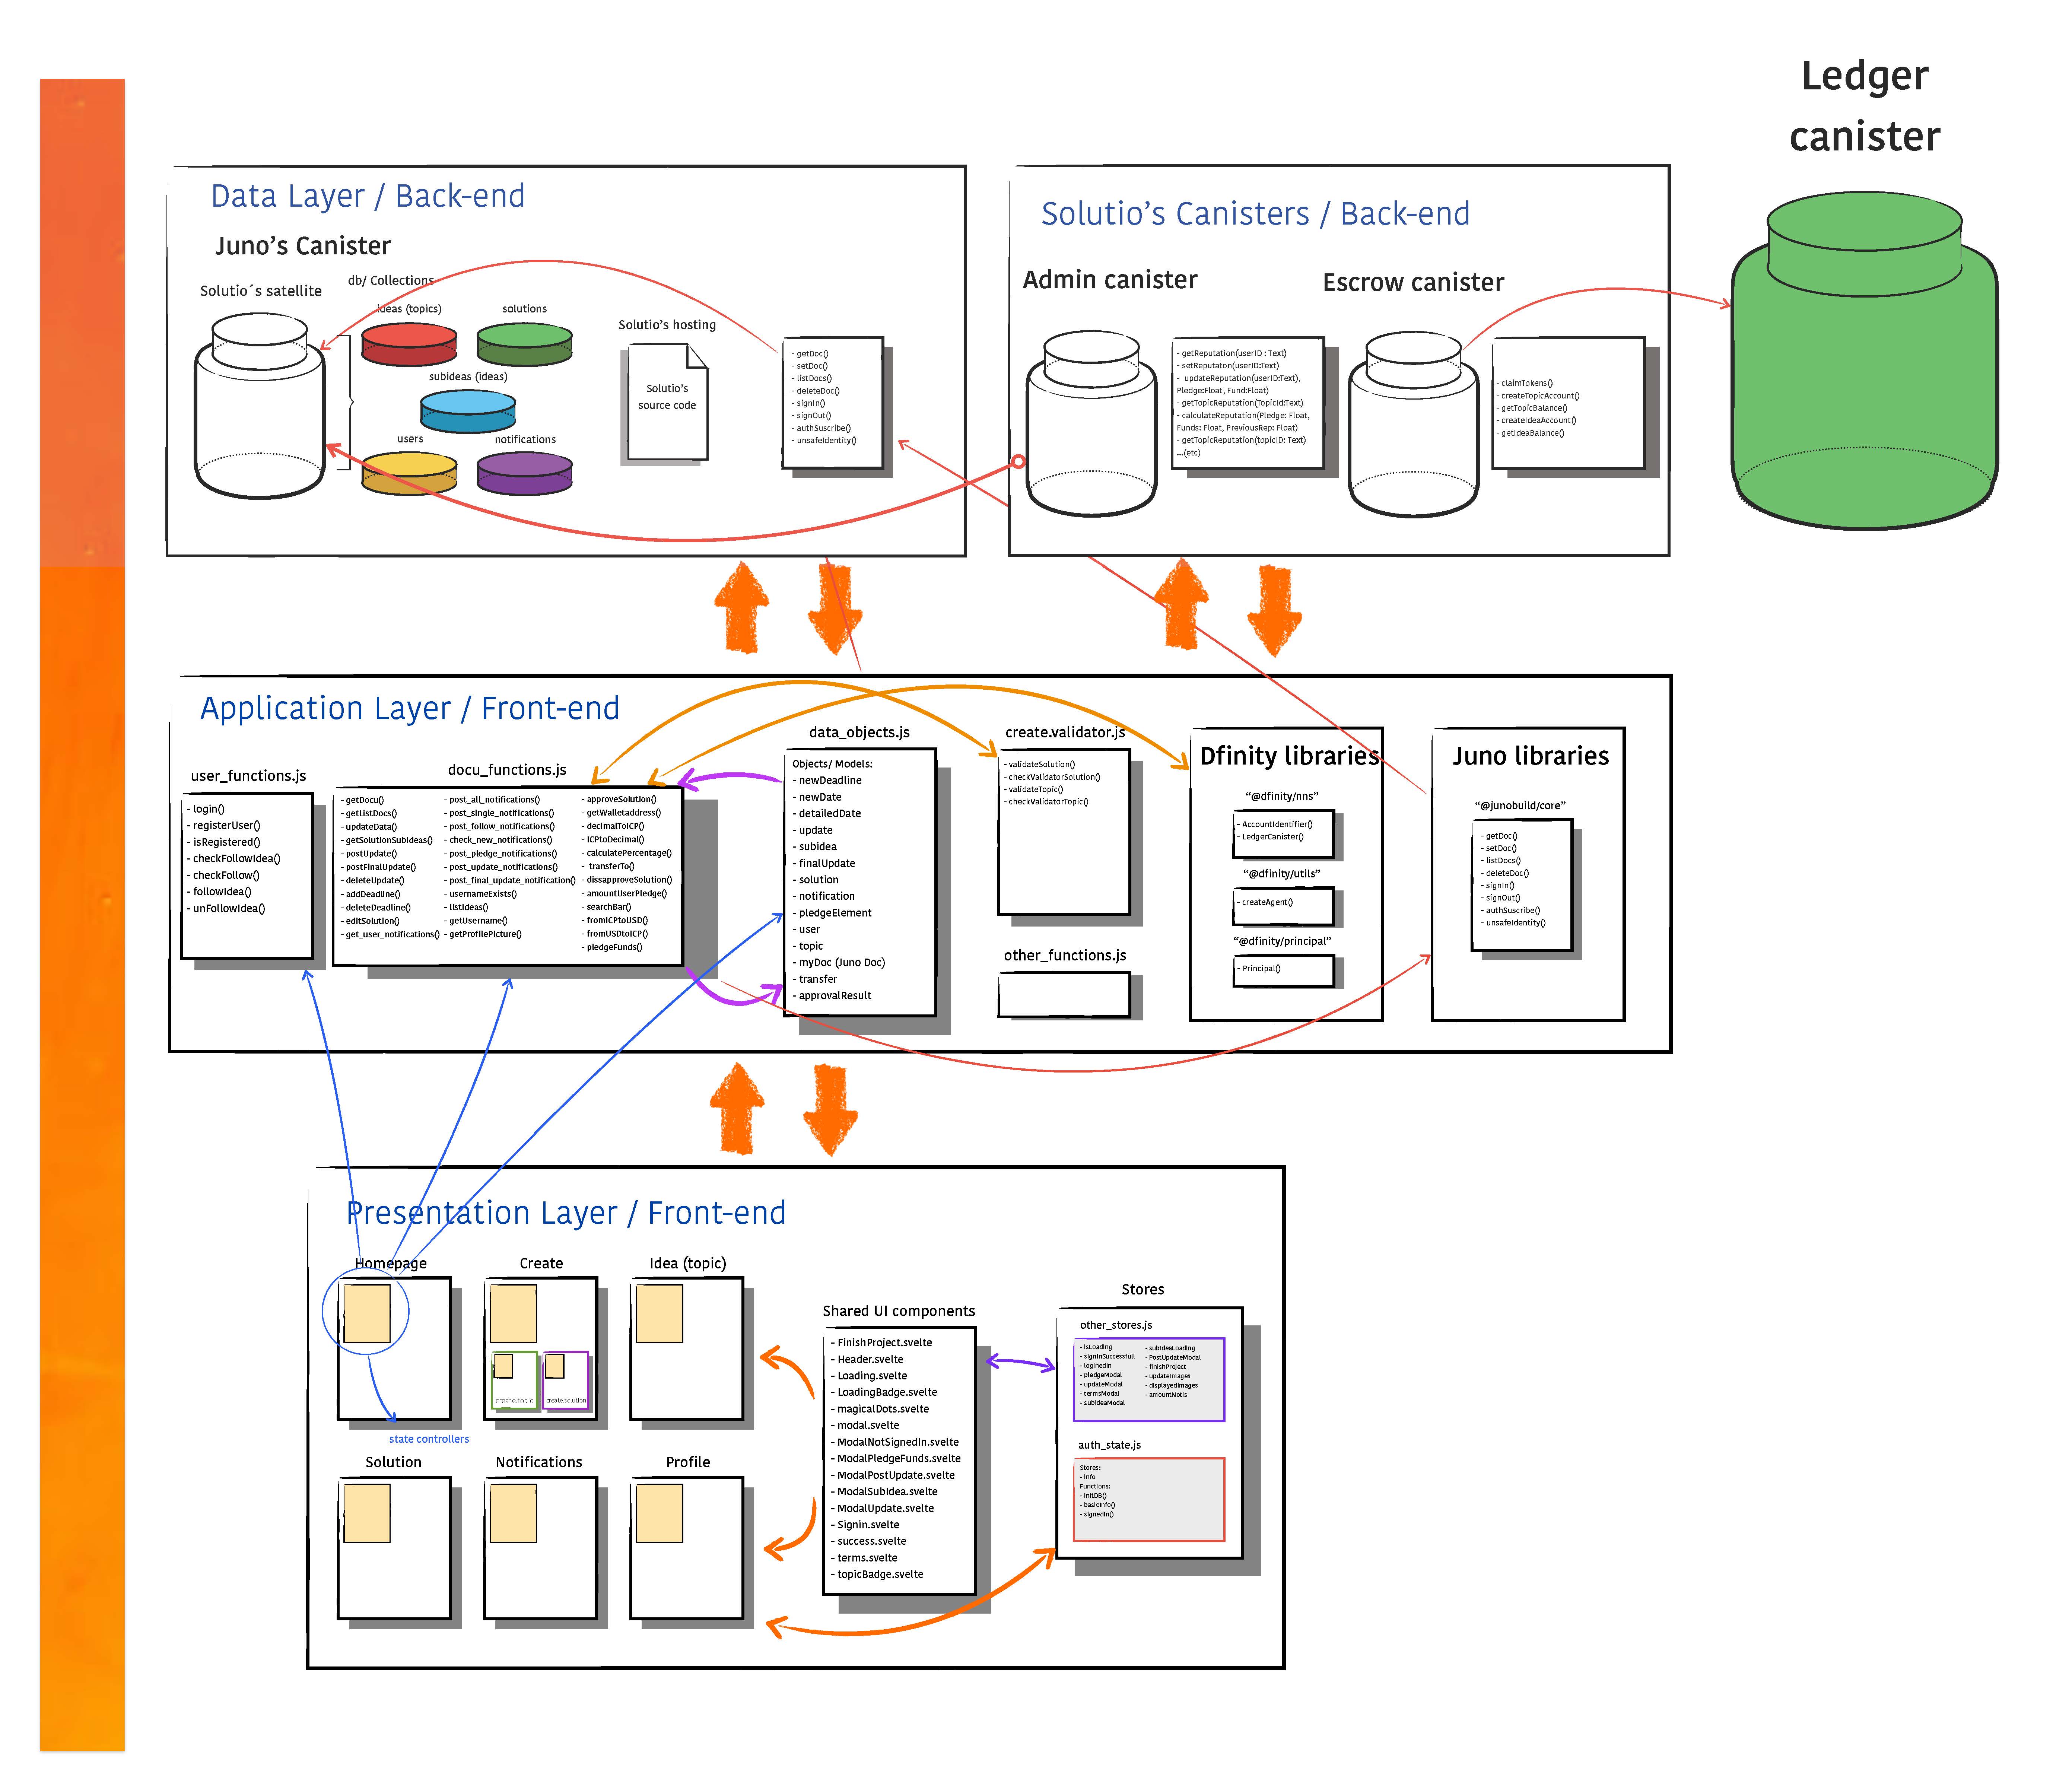 Ledger
canister
Data Layer / Back-end
Juno’s Canister
Solutio´s satellite
db/ Collections
ideas (topics)
solutions
subideas (ideas)
users
notifications
Solutio’s hosting
Solutio’s
source code
- getDoc()
- setDoc()
- listDocs()
- deleteDoc()
- signIn()
- signOut()
- authSuscribe()
- unsafeIdentity()
Solutio’s Canisters / Back-end
Admin canister
- getReputation(userID : Text)
- setReputaton(userID:Text)
- updateReputation(userID:Text),
Pledge:Float, Fund:Float)
- getTopicReputation(TopicId:Text)
- calculateReputation(Pledge: Float,
Funds: Float, PreviousRep: Float)
- getTopicReputation(topicID: Text)
...(etc)
Escrow canister
- claimTokens()
- createTopicAccount()
- getTopicBalance()
- createIdeaAccount()
- getIdeaBalance()
Application Layer / Front-end
user_functions.js
- login()
- registerUser()
- isRegistered()
- checkFollowIdea()
- checkFollow()
- followIdea()
- unFollowIdea()
docu_functions.js
- getDocu()
- getListDocs()
- updateData()
- getSolutionSubIdeas()
- postUpdate()
- postFinalUpdate()
- deleteUpdate()
- addDeadline()
- deleteDeadline()
- editSolution()
- get_user_notifications()
- post_all_notifications()
- post_single_notifications()
- post_follow_notifications()
- check_new_notifications()
- post_pledge_notifications()
- post_update_notifications()
- post_final_update_notification()
- usernameExists()
- listIdeas()
- getUsername()
- getProfilePicture()
- approveSolution()
- getWalletaddress()
- decimalToICP()
- ICPtoDecimal()
- calculatePercentage()
- transferTo()
- dissapproveSolution()
- amountUserPledge()
- searchBar()
- fromICPtoUSD()
- fromUSDtoICP()
- pledgeFunds()
data_objects.js
Objects/ Models:
- newDeadline
- newDate
- detailedDate
- update
- subidea
- finalUpdate
- solution
- notification
- pledgeElement
- user
- topic
- myDoc (Juno Doc)
- transfer
- approvalResult
create.validator.js
- validateSolution()
- checkValidatorSolution()
- validateTopic()
- checkValidatorTopic()
other_functions.js
Dfinity libraries
“@dfinity/nns”
- AccountIdentifier()
- LedgerCanister()
“@dfinity/utils”
- createAgent()
“@dfinity/principal”
- Principal()
Juno libraries
“@junobuild/core”
- getDoc()
- setDoc()
- listDocs()
- deleteDoc()
- signIn()
- signOut()
- authSuscribe()
- unsafeIdentity()
Presentation Layer / Front-end
Homepage
state controllers
Create
create.topic
create.solution
Idea (topic)
Solution
Notifications
Profile
Shared UI components
- FinishProject.svelte
- Header.svelte
- Loading.svelte
- LoadingBadge.svelte
- magicalDots.svelte
- modal.svelte
- ModalNotSignedIn.svelte
- ModalPledgeFunds.svelte
- ModalPostUpdate.svelte
- ModalSubIdea.svelte
- ModalUpdate.svelte
- Signin.svelte
- success.svelte
- terms.svelte
- topicBadge.svelte
Stores
other_stores.js
- isLoading
- signinSuccessfull
- loginedin
- pledgeModal
- updateModal
- termsModal
- subIdeaModal
- subIdeaLoading
- PostUpdateModal
- finishProject
- updateImages
- displayedImages
- amountNotis
auth_state.js
Stores:
- info
Functions:
- initDB()
- basicInfo()
- signedin()